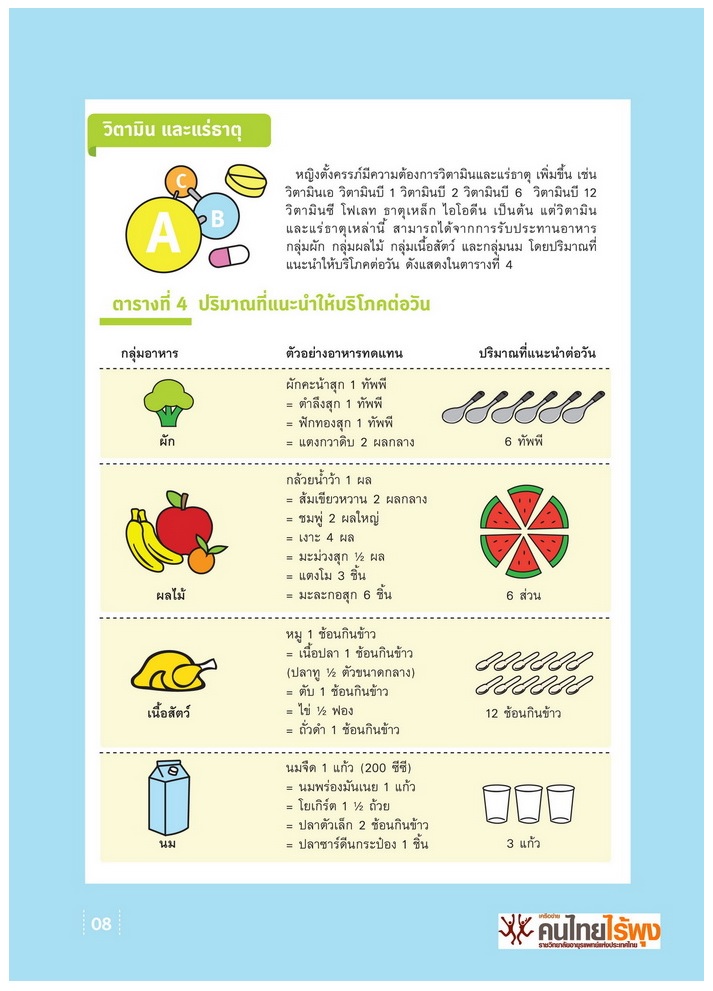 วิตามิน และแร่ธาตุ
C
B
A
หญิงตั้งครรภ์มีความต้องการวิตามินและแร่ธาตุ เพิ่มขึ้น เช่น
วิตามินเอ วิตามินบี 1 วิตามินบี 2 วิตามินบี 6 วิตามินบี 12
วิตามินซี โฟเลท ธาตุเหล็ก ไอโอดีน เป็นต้น แต่วิตามิน
และแร่ธาตุเหล่านี้ สามารถได้จากการรับประทานอาหาร
กลุ่มผัก กลุ่มผลไม้ กลุ่มเนื้อสัตว์ และกลุ่มนม โดยปริมาณที่
แนะนำให้บริโภคต่อวัน ดังแสดงในตารางที่ 4
ตารางที่ 4 ปริมาณที่แนะนำให้บริโภคต่อวัน
กลุ่มอาหาร ตัวอย่างอาหารทดแทน ปริมาณที่แนะนำต่อวัน
ผัก
ผักคะน้าสุก 1 ทัพพี
= ตำลึงสุก 1 ทัพพี
= ฟักทองสุก 1 ทัพพี
= แตงกวาดิบ 2 ผลกลาง
6 ทัพพี
ผลไม้
กล้วยน้ำว้า 1 ผล
= ส้มเขียวหวาน 2 ผลกลาง
= ชมพู่ 2 ผลใหญ่
= เงาะ 4 ผล
= มะม่วงสุก ½ ผล
= แตงโม 3 ชิ้น
= มะละกอสุก 6 ชิ้น
6 ส่วน
เนื้อสัตว์
หมู 1 ช้อนกินข้าว
= เนื้อปลา 1 ช้อนกินข้าว
(ปลาทู ½ ตัวขนาดกลาง)
= ตับ 1 ช้อนกินข้าว
= ไข่ ½ ฟอง
= ถั่วดำ 1 ช้อนกินข้าว
12 ช้อนกินข้าว
นม
นมจืด 1 แก้ว (200 ซีซี)
= นมพร่องมันเนย 1 แก้ว
= โยเกิร์ต 1 ½ ถ้วย
= ปลาตัวเล็ก 2 ช้อนกินข้าว
= ปลาซาร์ดีนกระป๋อง 1 ชิ้น
3 แก้ว
08
เครือข่าย
คนไทยไร้พุง
ราชวิทยาลัยอายุรแพทย์แห่งประเทศไทย